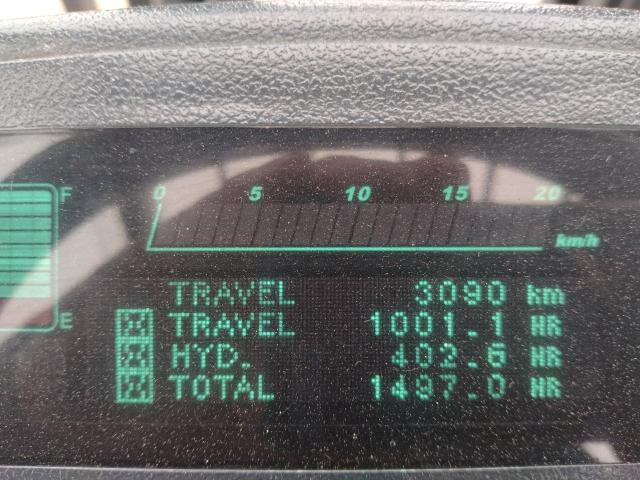 0 5 10 15 20
F
km/h
TRAVEL 3090 km
E
TRAVEL 1001.1 HR
HYD. 402.6 HR
TOTAL 1497.0 HR